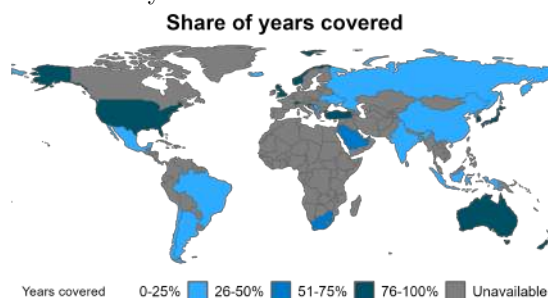 Share of years covered
Years covered 0-25% 26-50% 51-75% 76-100% Unavailable